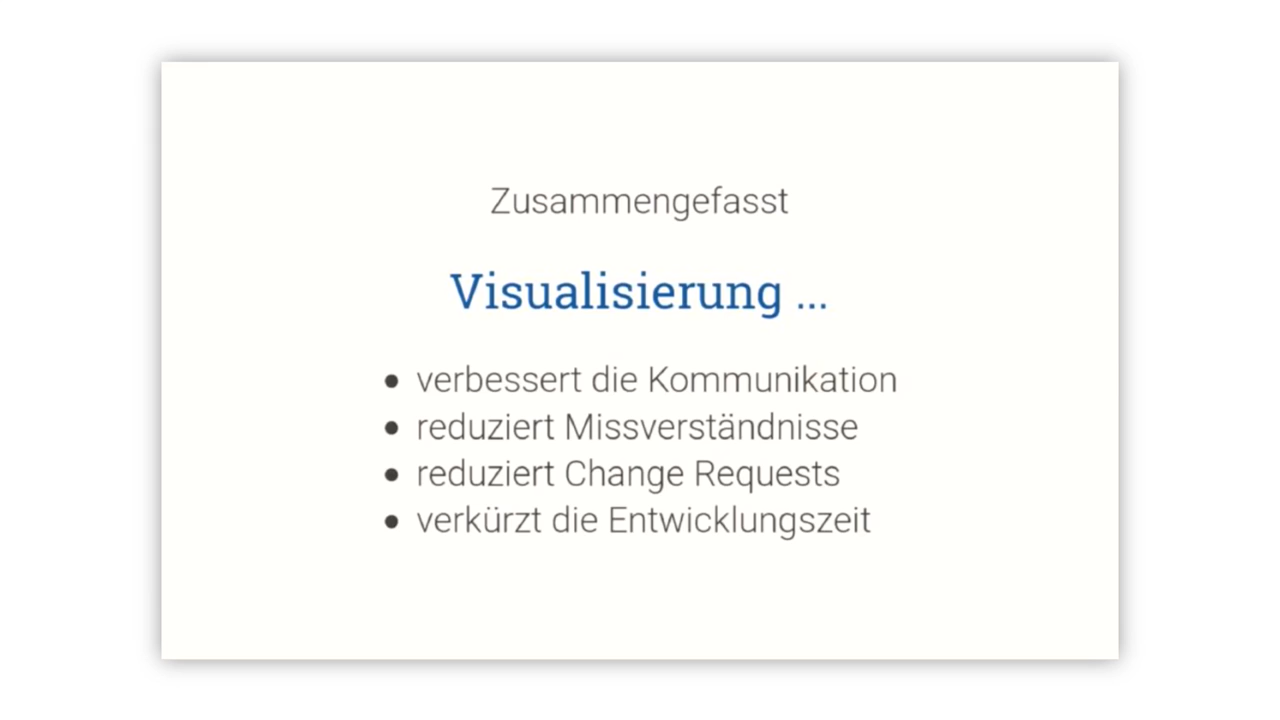 Zusammengefasst
Visualisierung ...
• verbessert die Kommunikation
• reduziert Missverständnisse
• reduziert Change Requests
• verkürzt die Entwicklungszeit